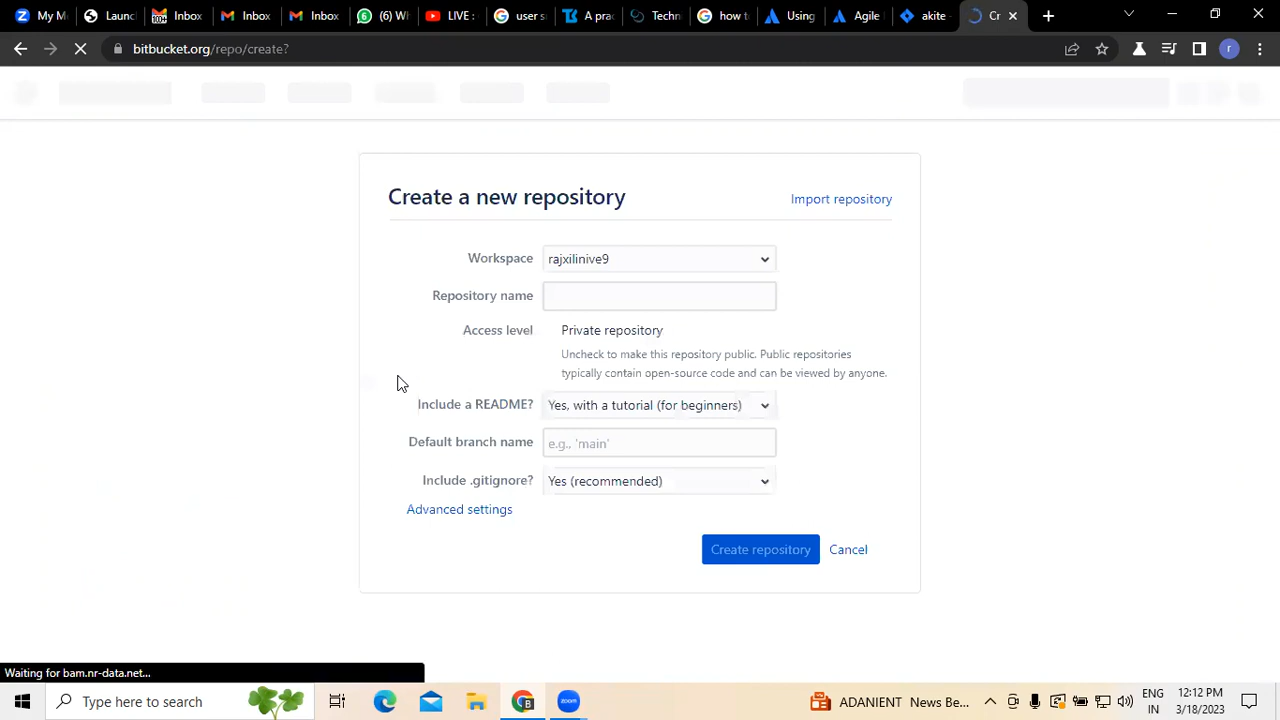 My M
Launc
100+ Inbox
Inbox
Inbox
(6) W
LIVE :
user s
A prac
Techn
how t
Using
Agile
akite
Cr
bitbucket.org/repo/create?
r
Create a new repository
Import repository
Workspace rajxilinive9
Repository name
Access level Private repository
Uncheck to make this repository public. Public repositories
typically contain open-source code and can be viewed by anyone.
Include a README? Yes, with a tutorial (for beginners)
Default branch name e.g., 'main'
Include .gitignore? Yes (recommended)
Advanced settings
Create repository Cancel
Waiting for bam.nr-data.net...
Type here to search
zoom
ADANIENT News Be...
ENG
IN
12:12 PM
3/18/2023